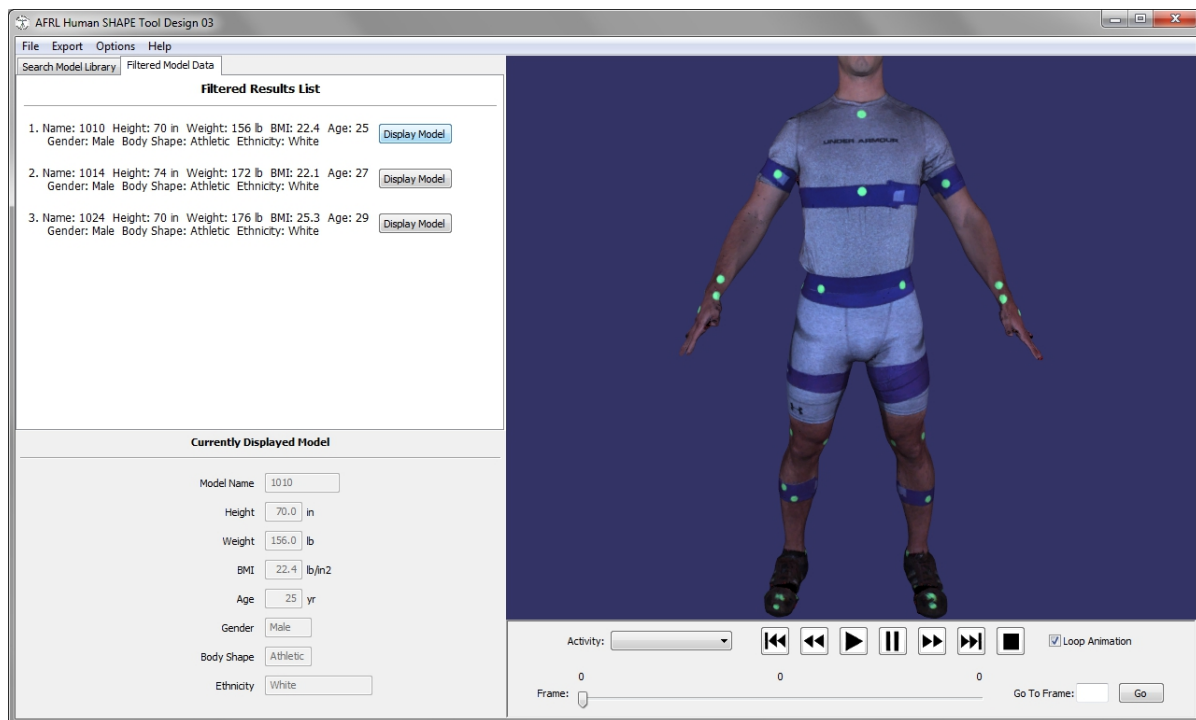 AFRL Human SHAPE Tool Design 03
File Export Options Help
Search Model Library Filtered Model Data
Filtered Results List
1. Name: 1010 Height: 70 in Weight: 156 lb BMI: 22.4 Age: 25
Gender: Male Body Shape: Athletic Ethnicity: White
Display Model
2. Name: 1014 Height: 74 in Weight: 172 lb BMI: 22.1 Age: 27
Gender: Male Body Shape: Athletic Ethnicity: White
Display Model
3. Name: 1024 Height: 70 in Weight: 176 lb BMI: 25.3 Age: 29
Gender: Male Body Shape: Athletic Ethnicity: White
Display Model
Currently Displayed Model
Model Name 1010
Height 70.0 in
Weight 156.0 lb
BMI 22.4 lb/in2
Age 25 yr
Gender Male
Body Shape Athletic
Ethnicity White
UNDER ARMOUR
Activity: Loop Animation
0 0 0
Frame: Go To Frame: Go